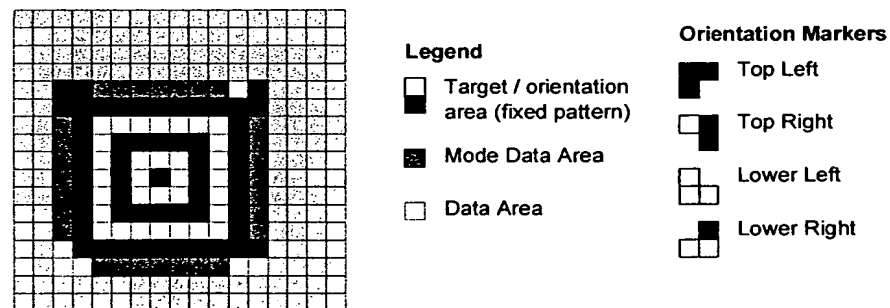 Legend
Target / orientation
area (fixed pattern)
Mode Data Area
Data Area
Orientation Markers
Top Left
Top Right
Lower Left
Lower Right